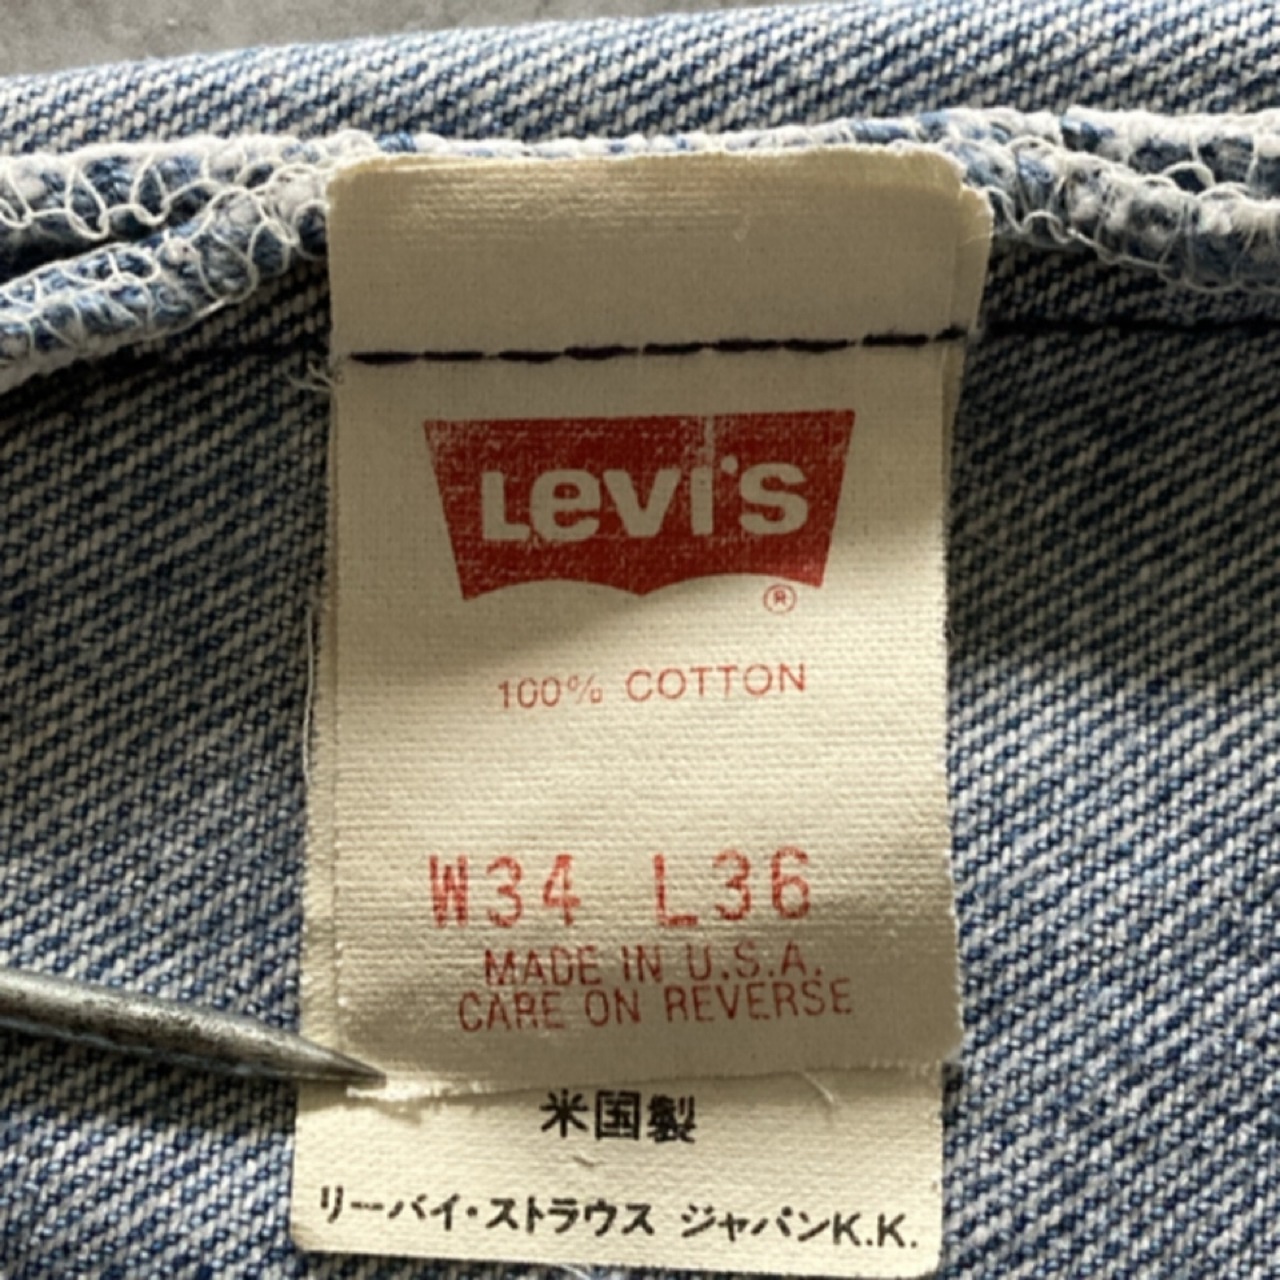 Levi's
®
100% COTTON
W34 L36
MADE IN U.S.A.
CARE ON REVERSE
米国製
リーバイ・ストラウス ジャパンK.K.